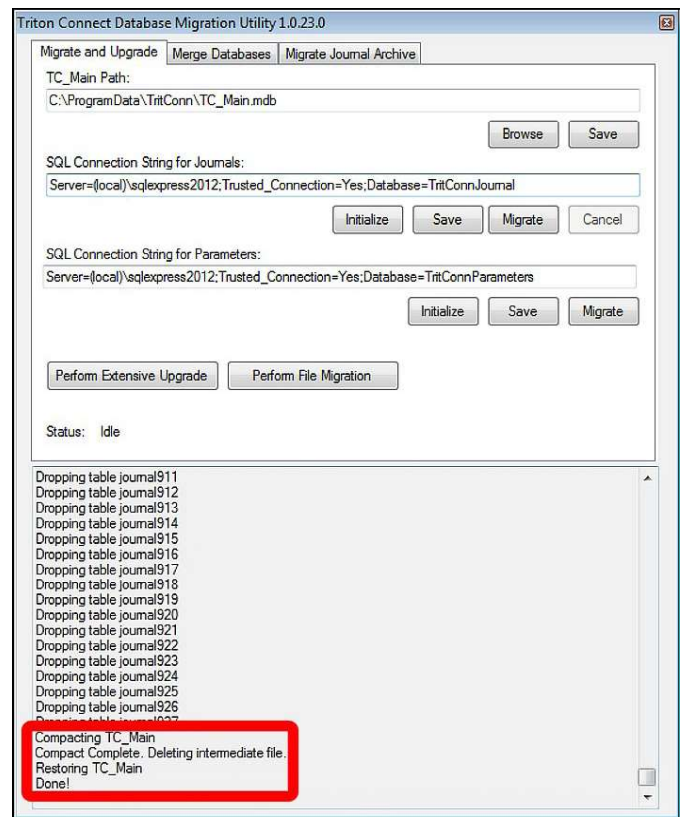 Triton Connect Database Migration Utility 1.0.23.0
Migrate and Upgrade Merge Databases Migrate Journal Archive
TC_Main Path:
C:\ProgramData\TritConn\TC_Main.mdb
Browse Save
SQL Connection String for Journals:
Server=(local)\sqlexpress2012;Trusted_Connection=Yes;Database=TritConnJournal
Initialize Save Migrate Cancel
SQL Connection String for Parameters:
Server=(local)\sqlexpress2012;Trusted_Connection=Yes;Database=TritConnParameters
Initialize Save Migrate
Perform Extensive Upgrade Perform File Migration
Status: Idle
Dropping table journal911
Dropping table journal912
Dropping table journal913
Dropping table journal914
Dropping table journal915
Dropping table journal916
Dropping table journal917
Dropping table journal918
Dropping table journal919
Dropping table journal920
Dropping table journal921
Dropping table journal922
Dropping table journal923
Dropping table journal924
Dropping table journal925
Dropping table journal926
Dropping table journal927
Compacting TC_Main
Compact Complete. Deleting intermediate file.
Restoring TC_Main
Done!